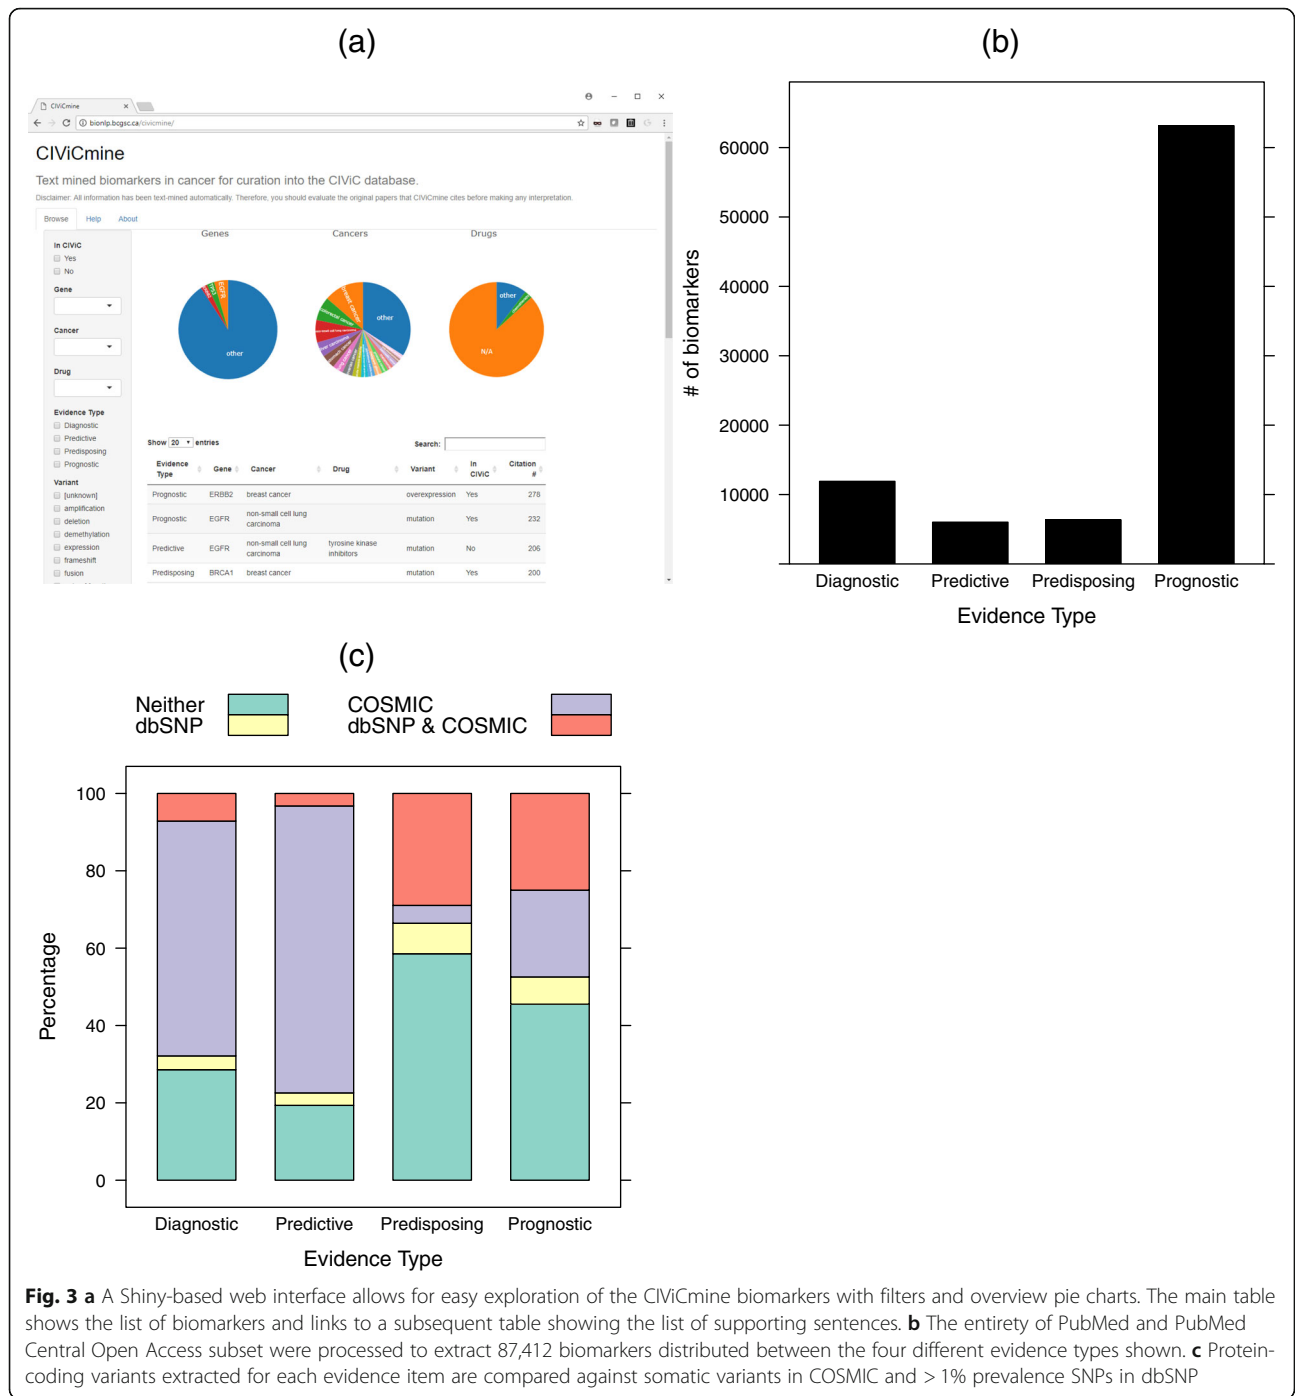 (a)
CIViCmine
bionlp.bcgsc.ca/civicmine/
CIViCmine
Text mined biomarkers in cancer for curation into the CIViC database.
Disclaimer: All information has been text-mined automatically. Therefore, you should evaluate the original papers that CIViCmine cites before making any interpretation.
Browse Help About
In CIViC
Yes
No
Gene
Cancer
Drug
Evidence Type
Diagnostic
Predictive
Predisposing
Prognostic
Variant
[unknown]
amplification
deletion
demethylation
expression
frameshift
fusion
Genes
EGFR
TP53
other
Cancers
breast cancer
colorectal cancer
other
Drugs
other
N/A
Show 20 entries
Search:
Evidence Type Gene Cancer Drug Variant In CIViC Citation #
Prognostic ERBB2 breast cancer overexpression Yes 278
Prognostic EGFR non-small cell lung carcinoma mutation Yes 232
Predictive EGFR non-small cell lung carcinoma tyrosine kinase inhibitors mutation No 206
Predisposing BRCA1 breast cancer mutation Yes 200
(b)
# of biomarkers
60000
50000
40000
30000
20000
10000
Diagnostic Predictive Predisposing Prognostic
Evidence Type
(c)
Neither COSMIC
dbSNP dbSNP & COSMIC
Percentage
100
80
60
40
20
0
Diagnostic Predictive Predisposing Prognostic
Evidence Type
Fig. 3 a A Shiny-based web interface allows for easy exploration of the CIViCmine biomarkers with filters and overview pie charts. The main table
shows the list of biomarkers and links to a subsequent table showing the list of supporting sentences. b The entirety of PubMed and PubMed
Central Open Access subset were processed to extract 87,412 biomarkers distributed between the four different evidence types shown. c Protein-
coding variants extracted for each evidence item are compared against somatic variants in COSMIC and > 1% prevalence SNPs in dbSNP